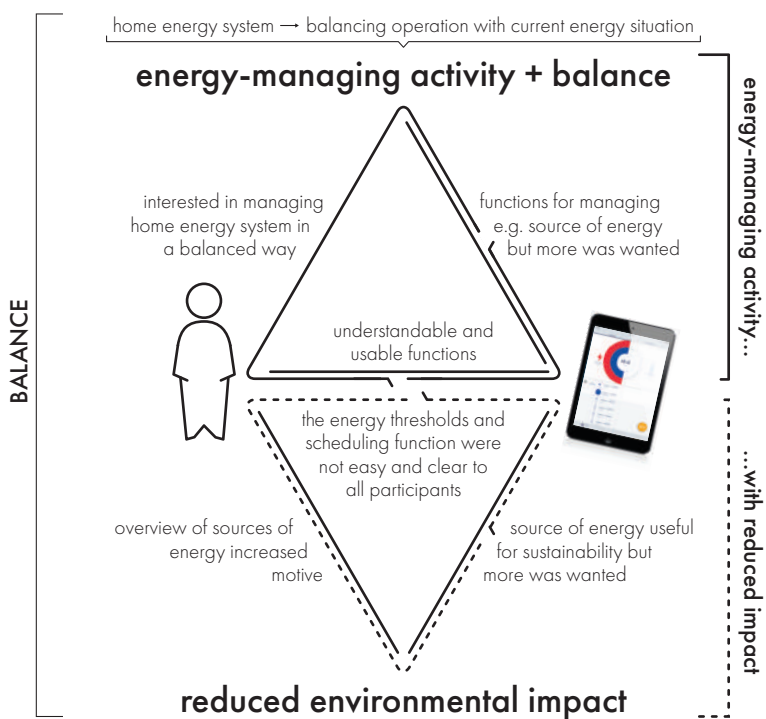 home energy system → balancing operation with current energy situation
energy-managing activity + balance
interested in managing
home energy system in
a balanced way
functions for managing
e.g. source of energy
but more was wanted
understandable and
usable functions
the energy thresholds and
scheduling function were
not easy and clear to
all participants
overview of sources of
energy increased
motive
source of energy useful
for sustainability but
more was wanted
reduced environmental impact
BALANCE
energy-managing activity...
...with reduced impact